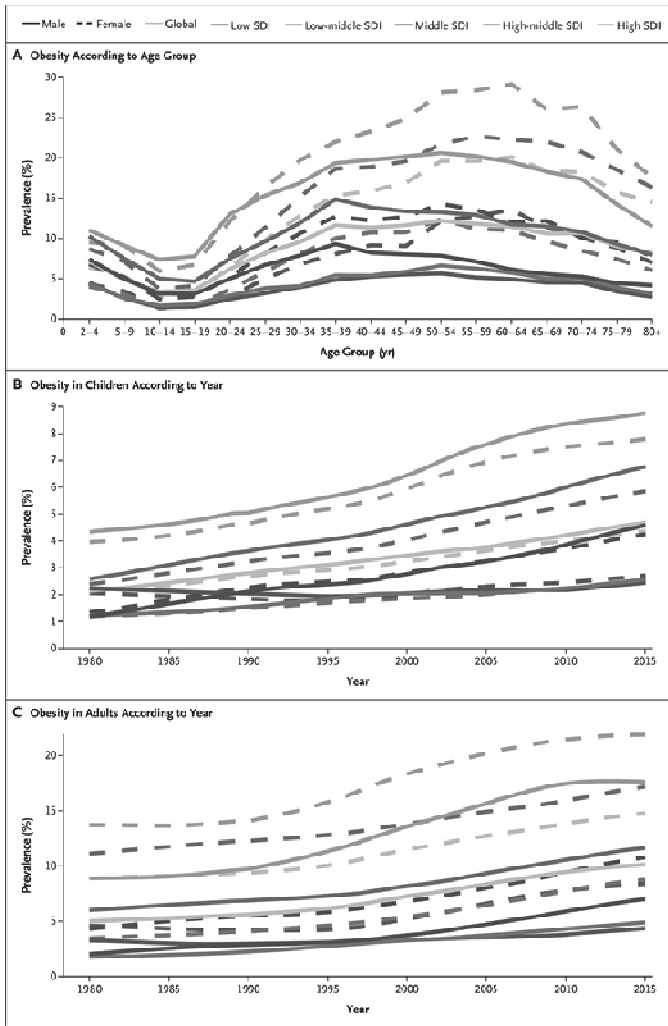 Male Female Global Low SDI Low-middle SDI Middle SDI High-middle SDI High SDI
A Obesity According to Age Group
30
25
20
15
10
5
0
Prevalence (%)
0 2–4 5–9 10–14 15–19 20–24 25–29 30–34 35–39 40–44 45–49 50–54 55–59 60–64 65–69 70–74 75–79 80+
Age Group (yr)
B Obesity in Children According to Year
9
8
7
6
5
4
3
2
1
0
Prevalence (%)
1980 1985 1990 1995 2000 2005 2010 2015
Year
C Obesity in Adults According to Year
20
15
10
5
0
Prevalence (%)
1980 1985 1990 1995 2000 2005 2010 2015
Year